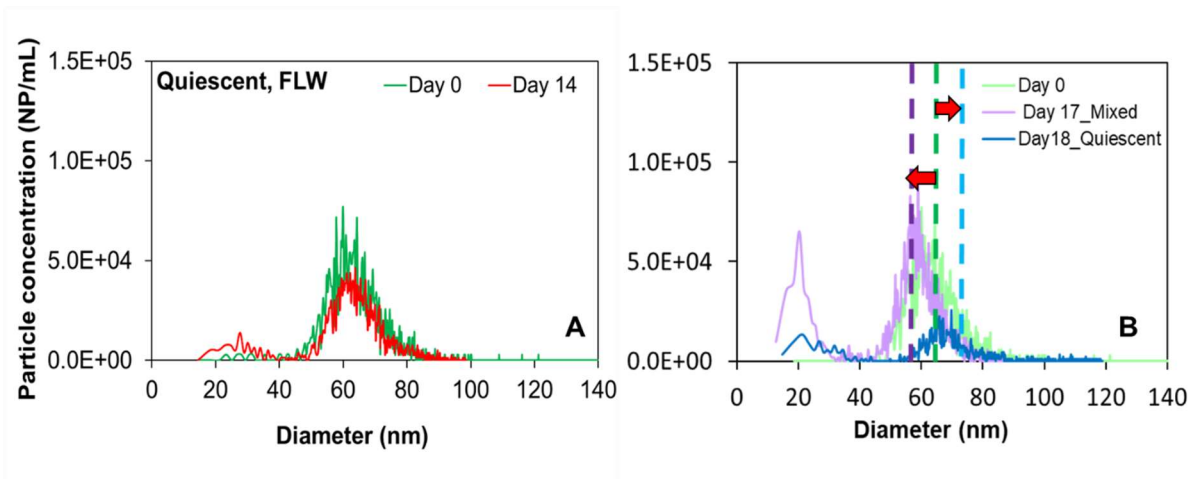 Particle concentration (NP/mL)
1.5E+05
1.0E+05
5.0E+04
0.0E+00
Quiescent, FLW
Day 0
Day 14
A
0 20 40 60 80 100 120 140
Diameter (nm)
1.5E+05
1.0E+05
5.0E+04
0.0E+00
Day 0
Day 17_Mixed
Day18_Quiescent
B
0 20 40 60 80 100 120 140
Diameter (nm)